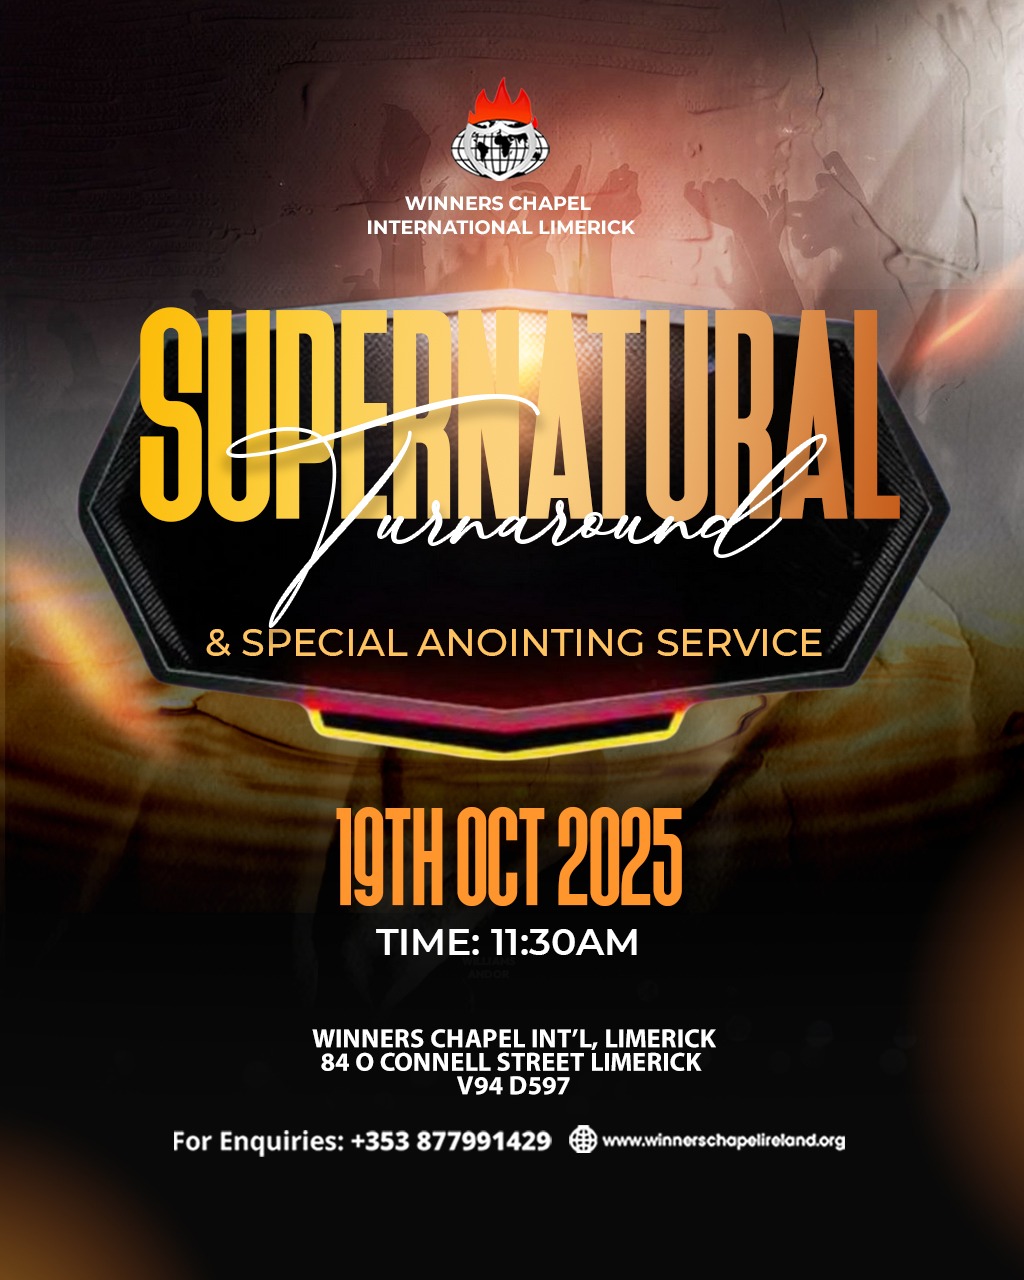 WINNERS CHAPEL
INTERNATIONAL LIMERICK
SUPERNATURAL
Turnaround
& SPECIAL ANOINTING SERVICE
19TH OCT 2025
TIME: 11:30AM
WINNERS CHAPEL INT'L, LIMERICK
84 O CONNELL STREET LIMERICK
V94 D597
For Enquiries: +353 877991429 www.winnerschapelireland.org